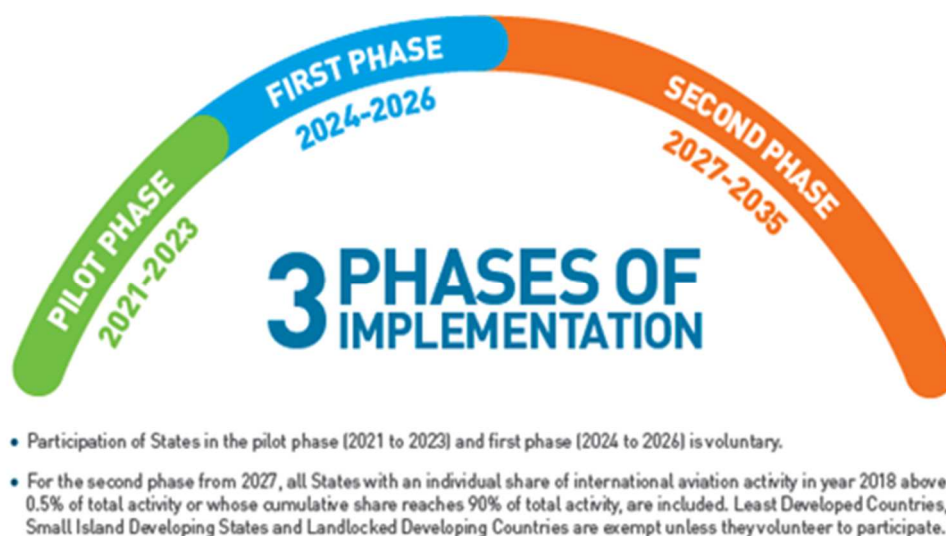 PILOT PHASE
2021-2023
FIRST PHASE
2024-2026
SECOND PHASE
2027-2035
3 PHASES OF
IMPLEMENTATION
• Participation of States in the pilot phase (2021 to 2023) and first phase (2024 to 2026) is voluntary.
• For the second phase from 2027, all States with an individual share of international aviation activity in year 2018 above
0.5% of total activity or whose cumulative share reaches 90% of total activity, are included. Least Developed Countries,
Small Island Developing States and Landlocked Developing Countries are exempt unless they volunteer to participate.